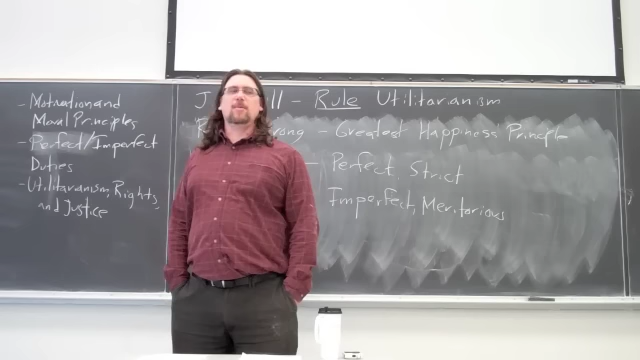 - Motivation and
Moral Principles
- Perfect/Imperfect
Duties
- Utilitarianism, Rights,
and Justice
J ll - Rule Utilitarianism
R rong - Greatest Happiness Principle
- Perfect, Strict
Imperfect, Meritorious